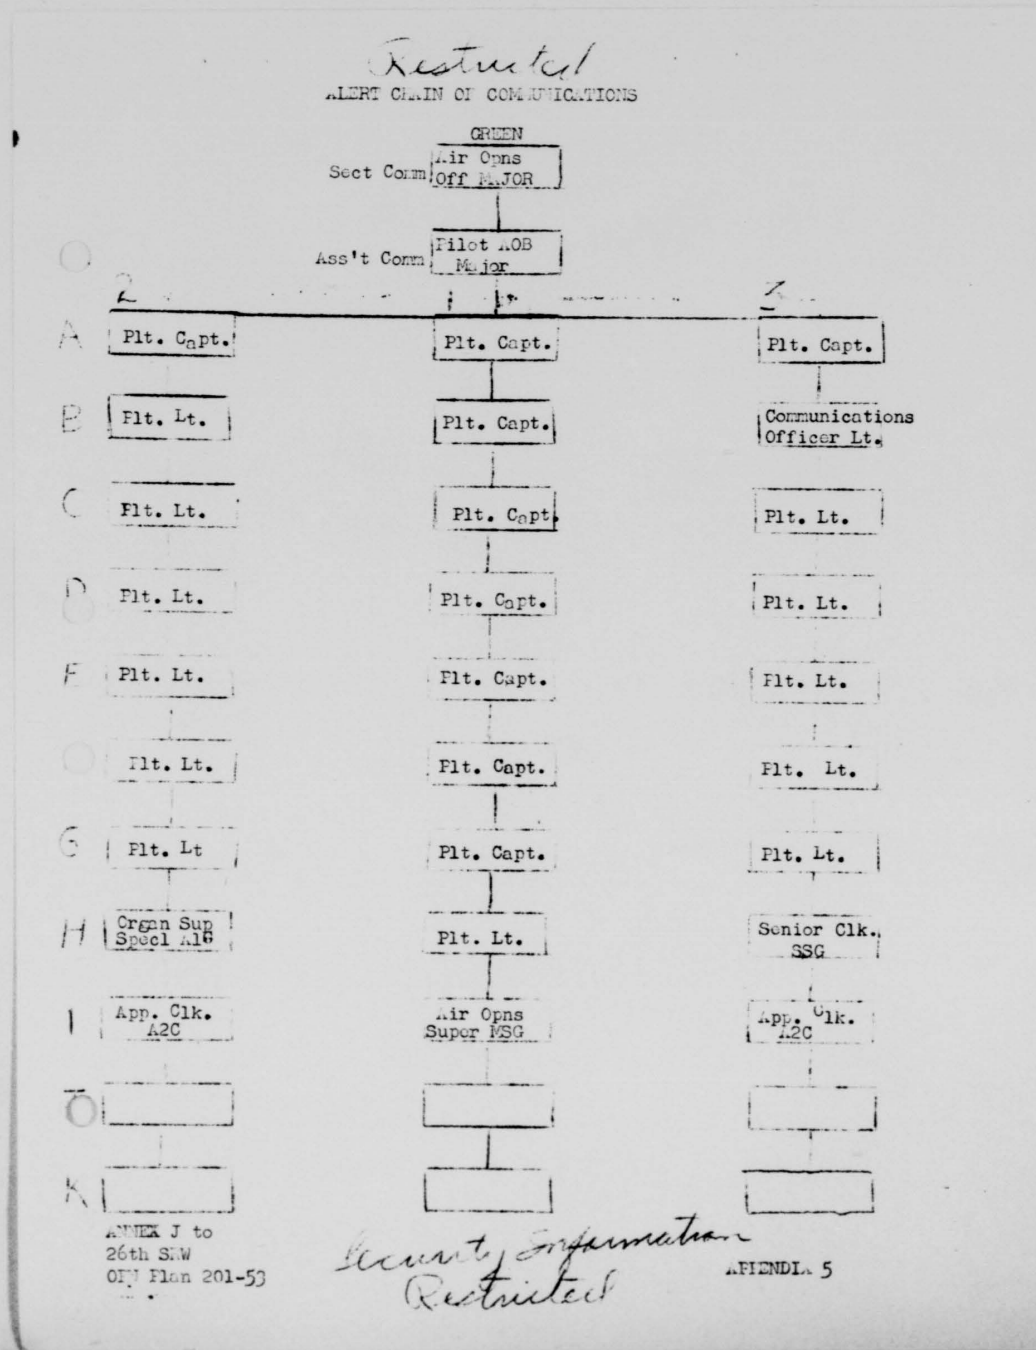 Restricted
ALERT CHAIN OF COMMUNICATIONS
GREEN
Sect Comm Air Opns
Off MAJOR
Ass't Comm Pilot AOB
Major
2 1 3
A Plt. Capt. Plt. Capt. Plt. Capt.
B Plt. Lt. Plt. Capt. Communications
Officer Lt.
C Plt. Lt. Plt. Capt. Plt. Lt.
D Plt. Lt. Plt. Capt. Plt. Lt.
E Plt. Lt. Plt. Capt. Plt. Lt.
Plt. Lt. Plt. Capt. Plt. Lt.
G Plt. Lt Plt. Capt. Plt. Lt.
H Organ Sup Plt. Lt. Senior Clk.
Specl SSG
I App. Clk. Air Opns App. Clk.
A2C Super MSG A2C
K
ANNEX J to
26th SRW
OPN Plan 201-53
Security Information
Restricted
APPENDIX 5